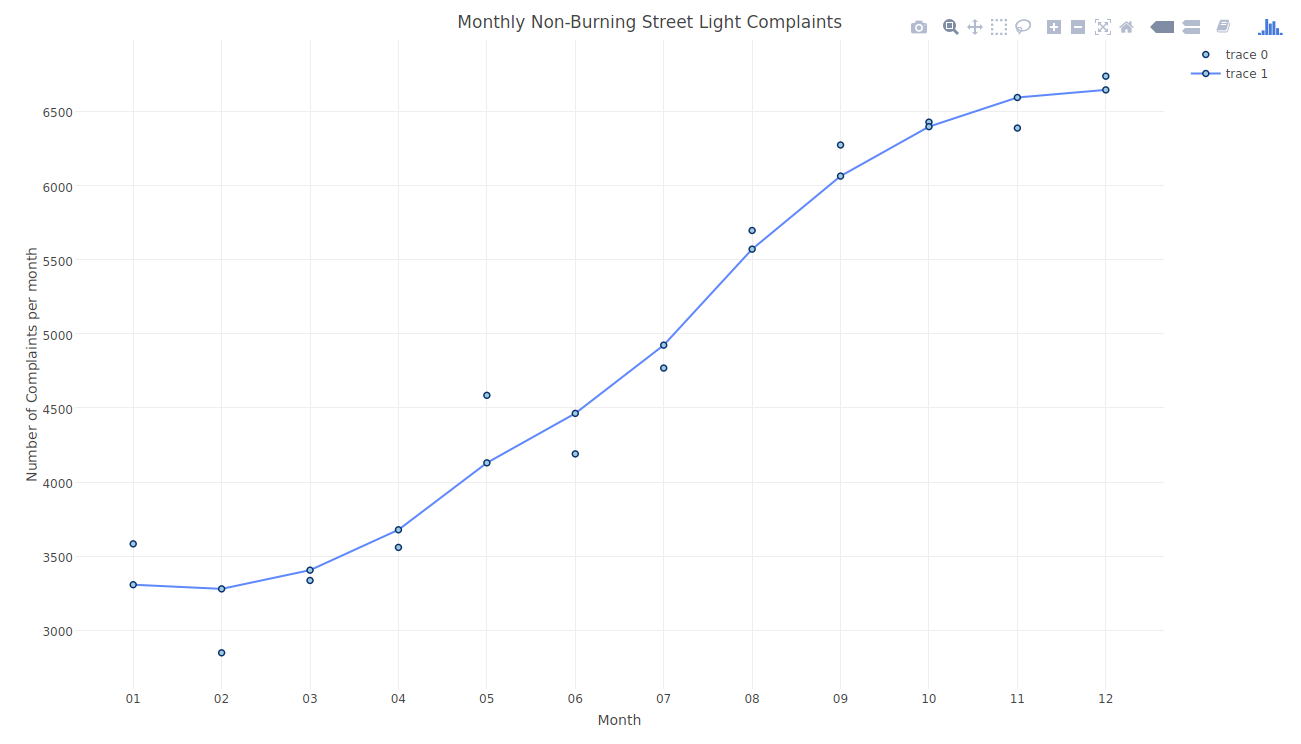 Monthly Non-Burning Street Light Complaints
trace 0
trace 1
Number of Complaints per month
6500
6000
5500
5000
4500
4000
3500
3000
01 02 03 04 05 06 07 08 09 10 11 12
Month